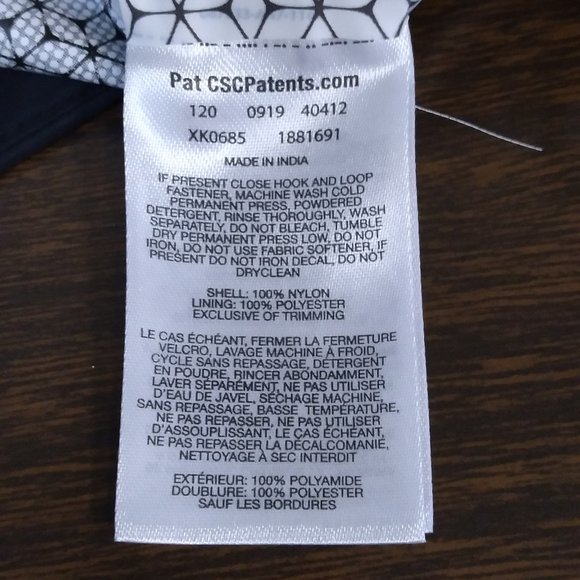 Pat CSCPatents.com
120 0919 40412
XK0685 1881691
MADE IN INDIA
IF PRESENT CLOSE HOOK AND LOOP
FASTENER, MACHINE WASH COLD
PERMANENT PRESS, POWDERED
DETERGENT, RINSE THOROUGHLY, WASH
SEPARATELY, DO NOT BLEACH, TUMBLE
DRY PERMANENT PRESS LOW, DO NOT
IRON, DO NOT USE FABRIC SOFTENER, IF
PRESENT DO NOT IRON DECAL, DO NOT
DRYCLEAN
SHELL: 100% NYLON
LINING: 100% POLYESTER
EXCLUSIVE OF TRIMMING
LE CAS ÉCHÉANT, FERMER LA FERMETURE
VELCRO, LAVAGE MACHINE À FROID,
CYCLE SANS REPASSAGE, DÉTERGENT
EN POUDRE, RINCER ABONDAMMENT,
LAVER SÉPARÉMENT, NE PAS UTILISER
D'EAU DE JAVEL, SÉCHAGE MACHINE,
SANS REPASSAGE, BASSE TEMPÉRATURE,
NE PAS REPASSER, NE PAS UTILISER
D'ASSOUPLISSANT, LE CAS ÉCHÉANT,
NE PAS REPASSER LA DÉCALCOMANIE,
NETTOYAGE À SEC INTERDIT
EXTÉRIEUR: 100% POLYAMIDE
DOUBLURE: 100% POLYESTER
SAUF LES BORDURES